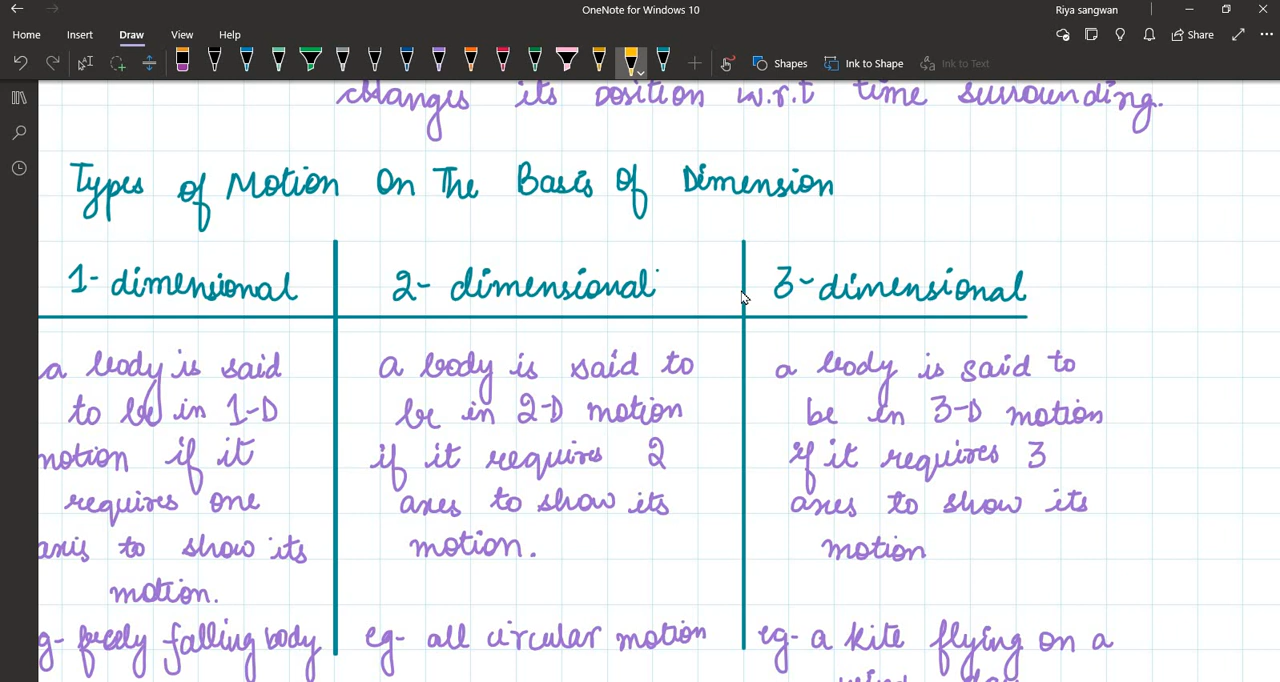 OneNote for Windows 10
Riya sangwan
Home Insert Draw View Help
Share
Shapes Ink to Shape Ink to Text
changes its position w.r.t time surrounding.
Types of Motion On The Basis Of Dimension
1- dimensional
a body is said
to be in 1-D
motion if it
requires one
axis to show its
motion.
g- freely falling body
2- dimensional
a body is said to
be in 2-D motion
if it requires 2
axes to show its
motion.
eg- all circular motion
3-dimensional
a body is said to
be in 3-D motion
if it requires 3
axes to show its
motion
eg- a kite flying on a